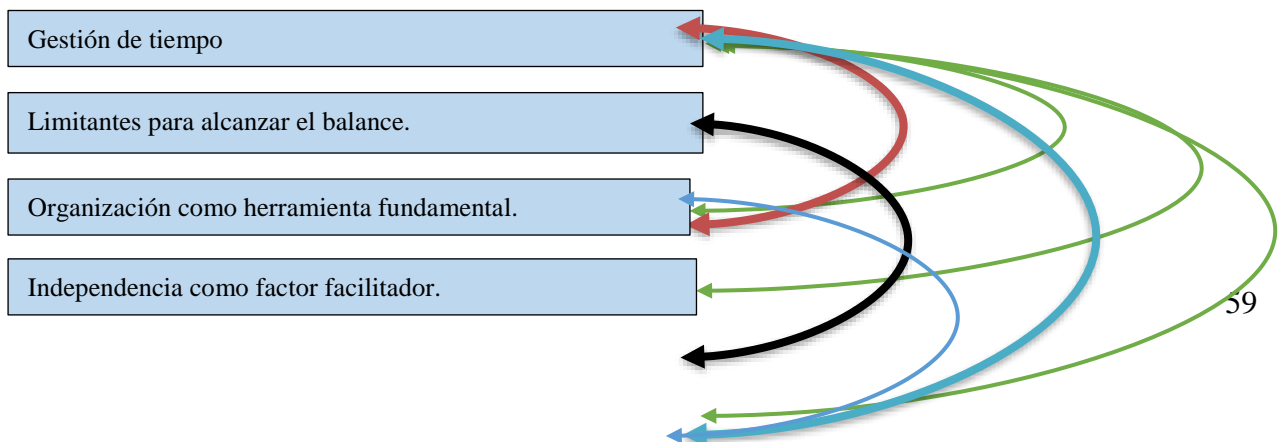 Gestión de tiempo
Limitantes para alcanzar el balance.
Organización como herramienta fundamental.
Independencia como factor facilitador.
59